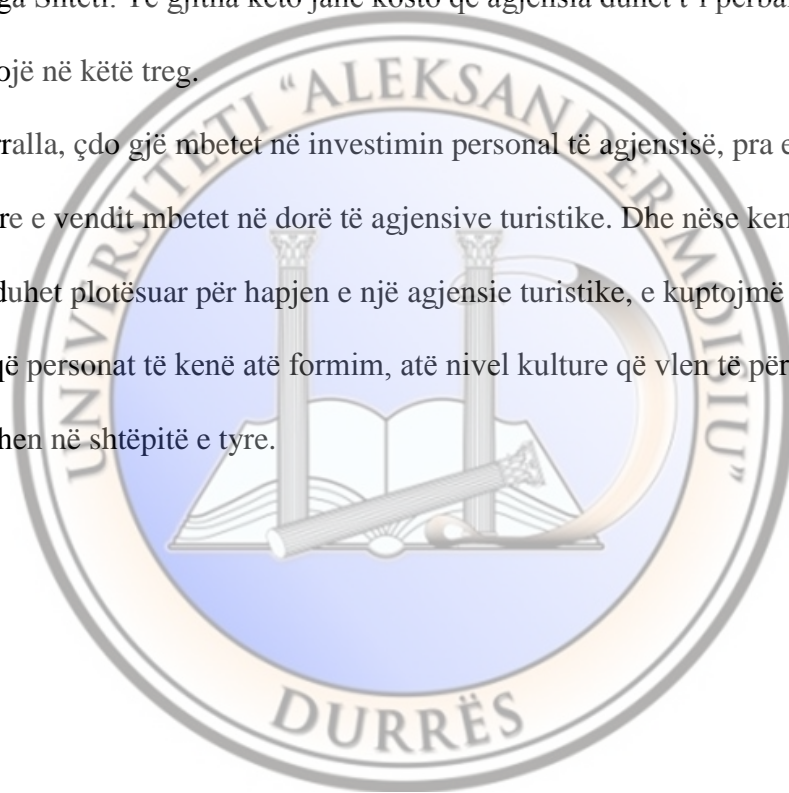 ga Shteti. Të gjitha këto janë kosto që agjensia duhet t'i përbal
ojë në këtë treg.
rralla, çdo gjë mbetet në investimin personal të agjensisë, pra e
re e vendit mbetet në dorë të agjensive turistike. Dhe nëse ken
duhet plotësuar për hapjen e një agjensie turistike, e kuptojmë
që personat të kenë atë formim, atë nivel kulture që vlen të për
hen në shtëpitë e tyre.
UNIVERSITETI "ALEKSANDËR MOISIU"
DURRËS